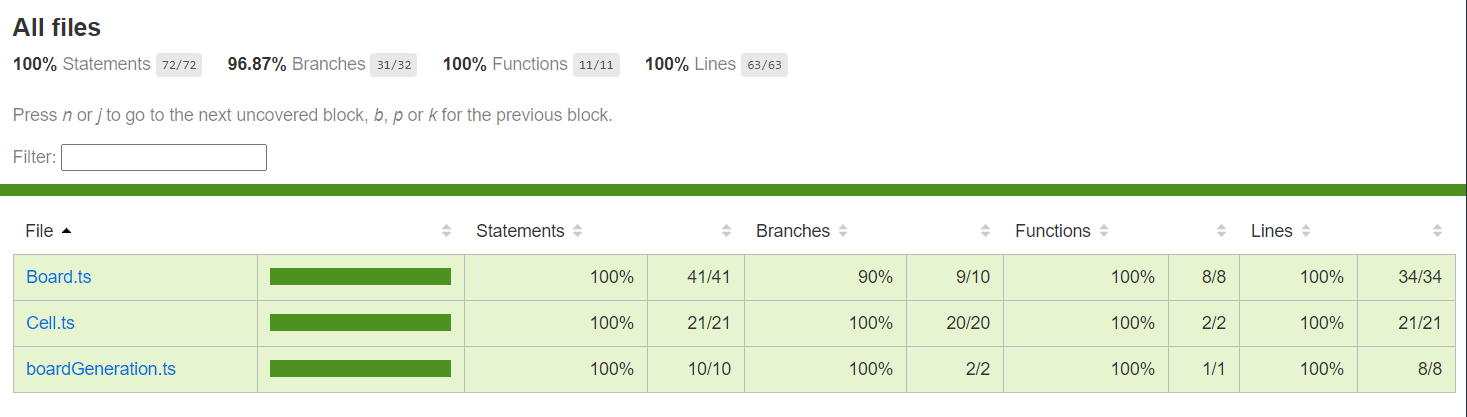 All files
100% Statements 72/72 96.87% Branches 31/32 100% Functions 11/11 100% Lines 63/63
Press n or j to go to the next uncovered block, b, p or k for the previous block.
Filter:
File Statements Branches Functions Lines
Board.ts 100% 41/41 90% 9/10 100% 8/8 100% 34/34
Cell.ts 100% 21/21 100% 20/20 100% 2/2 100% 21/21
boardGeneration.ts 100% 10/10 100% 2/2 100% 1/1 100% 8/8